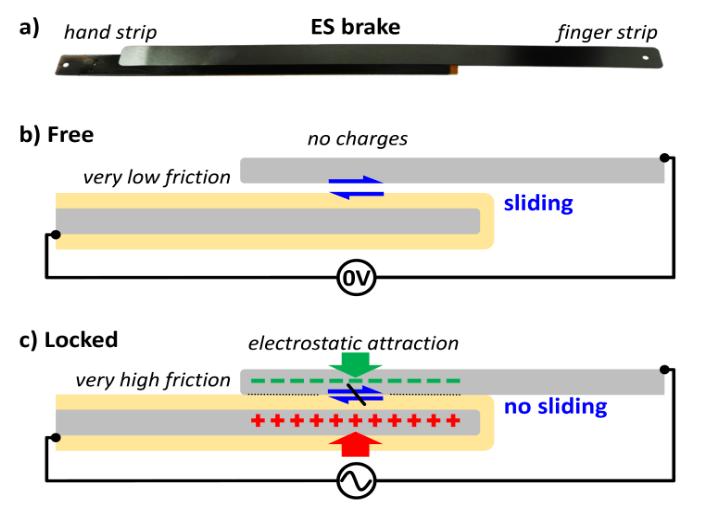 a)
hand strip
ES brake
finger strip
b) Free
no charges
very low friction
sliding
0V
c) Locked
electrostatic attraction
very high friction
no sliding